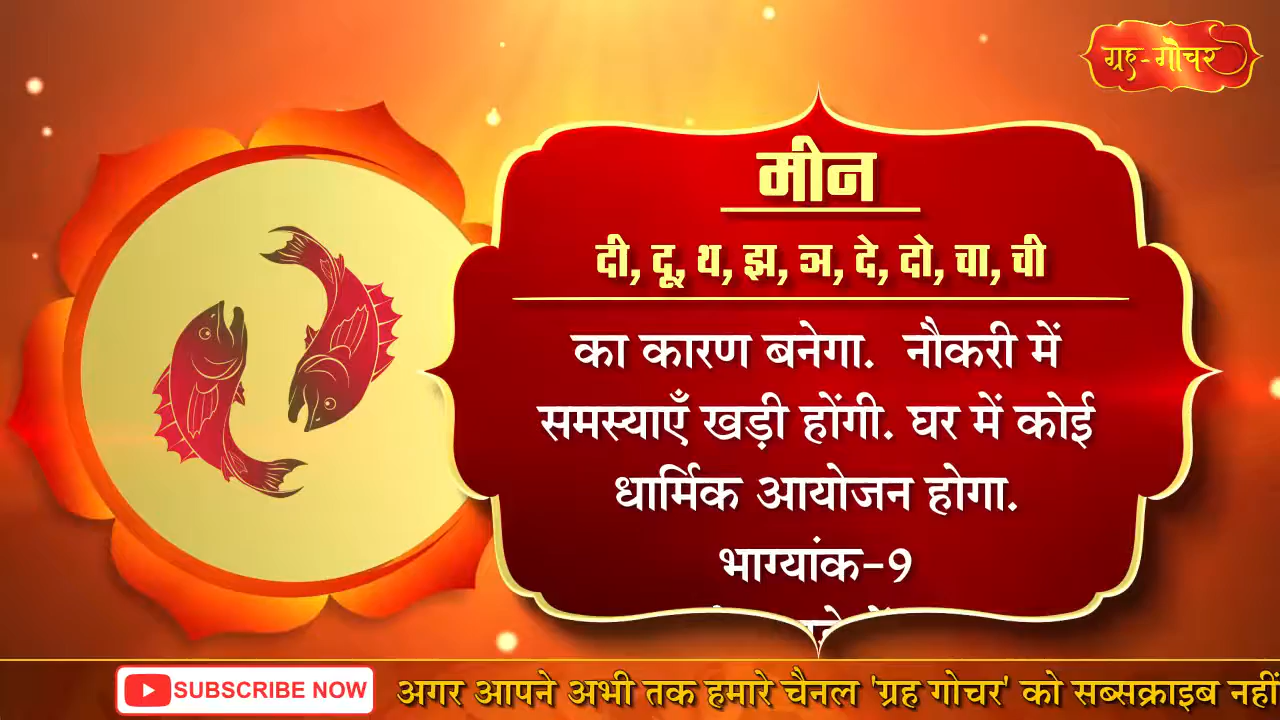 ग्रह-गोचर
मीन
दी, दू, थ, झ, ञ, दे, दो, चा, ची
का कारण बनेगा. नौकरी में
समस्याएँ खड़ी होंगी. घर में कोई
धार्मिक आयोजन होगा.
भाग्यांक-9
SUBSCRIBE NOW
अगर आपने अभी तक हमारे चैनल 'ग्रह गोचर' को सब्सक्राइब नहीं